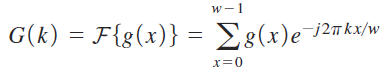 G(k) = ℱ{g(x)} = ∑_{x=0}^{w−1} g(x)e^{−j2πkx/w}